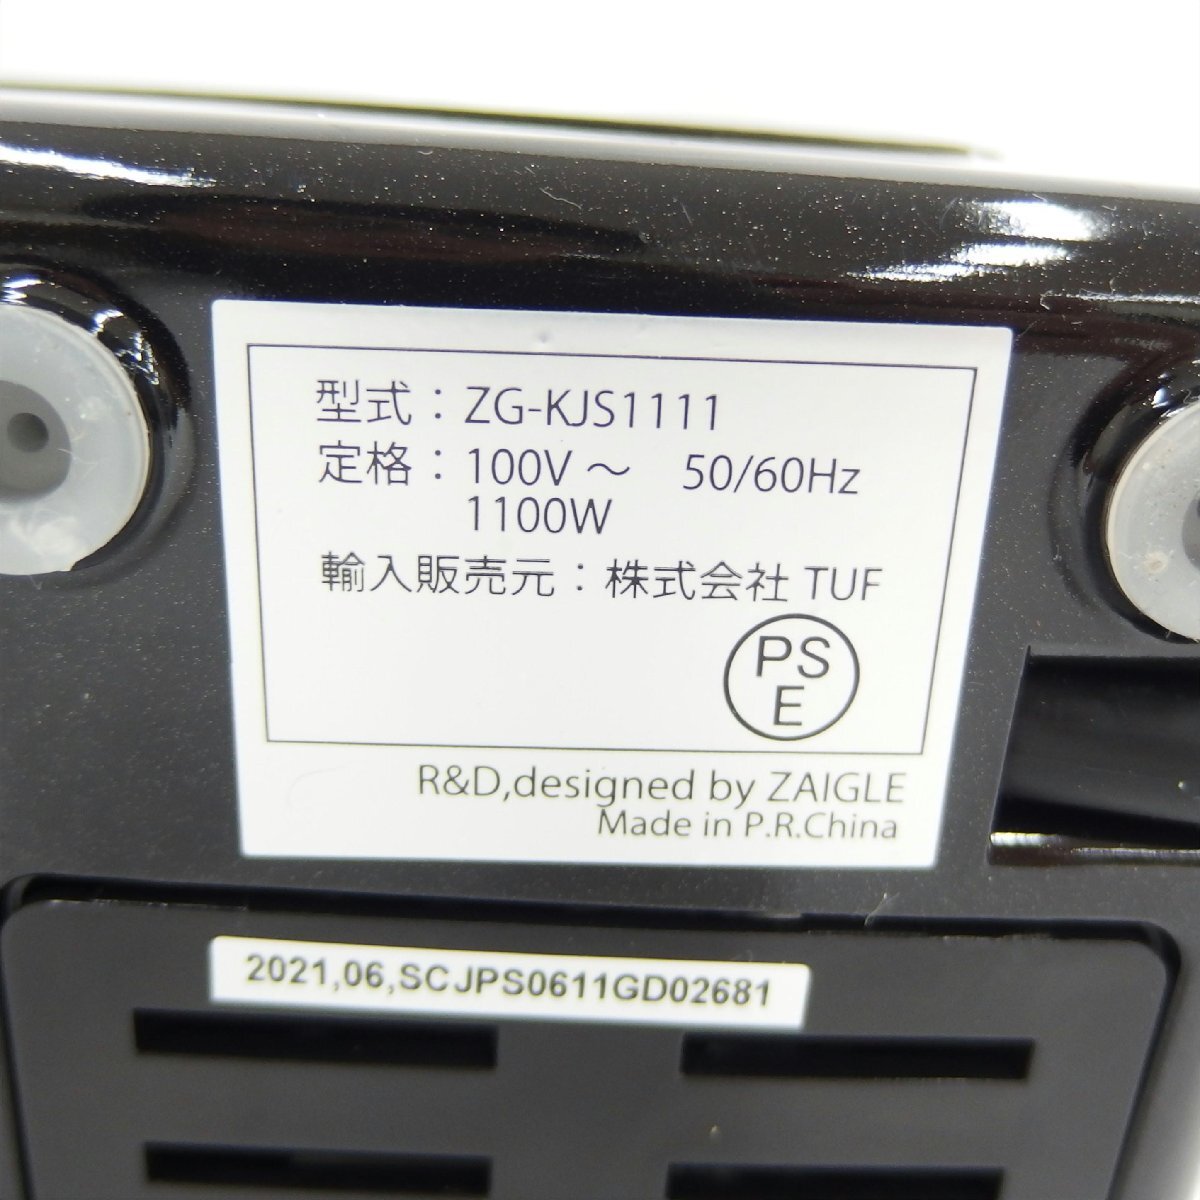 型式：ZG-KJS1111
定格：100V～ 50/60Hz
1100W
輸入販売元：株式会社 TUF
PS
E
R&D,designed by ZAIGLE
Made in P.R.China
2021,06,SCJPS0611GD02681